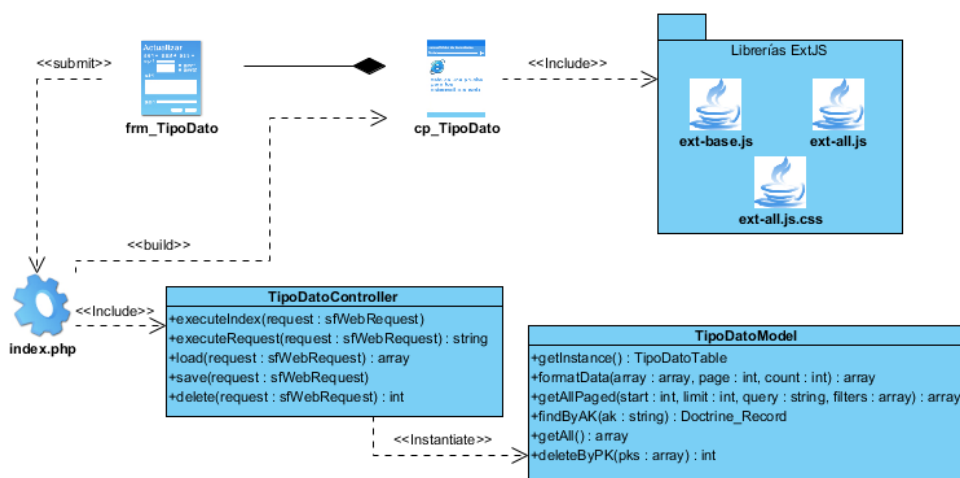 Librerías ExtJS
Actualizar
<<submit>>
<<Include>>
frm_TipoDato
cp_TipoDato
ext-base.js
ext-all.js
ext-all.js.css
<<build>>
TipoDatoController
<<Include>>
+executeIndex(request : sfWebRequest)
+executeRequest(request : sfWebRequest) : string
+load(request : sfWebRequest) : array
+save(request : sfWebRequest)
+delete(request : sfWebRequest) : int
index.php
TipoDatoModel
+getInstance() : TipoDatoTable
+formatData(array : array, page : int, count : int) : array
+getAllPaged(start : int, limit : int, query : string, filters : array) : array
+findByAK(ak : string) : Doctrine_Record
+getAll() : array
+deleteByPK(pks : array) : int
<<Instantiate>>